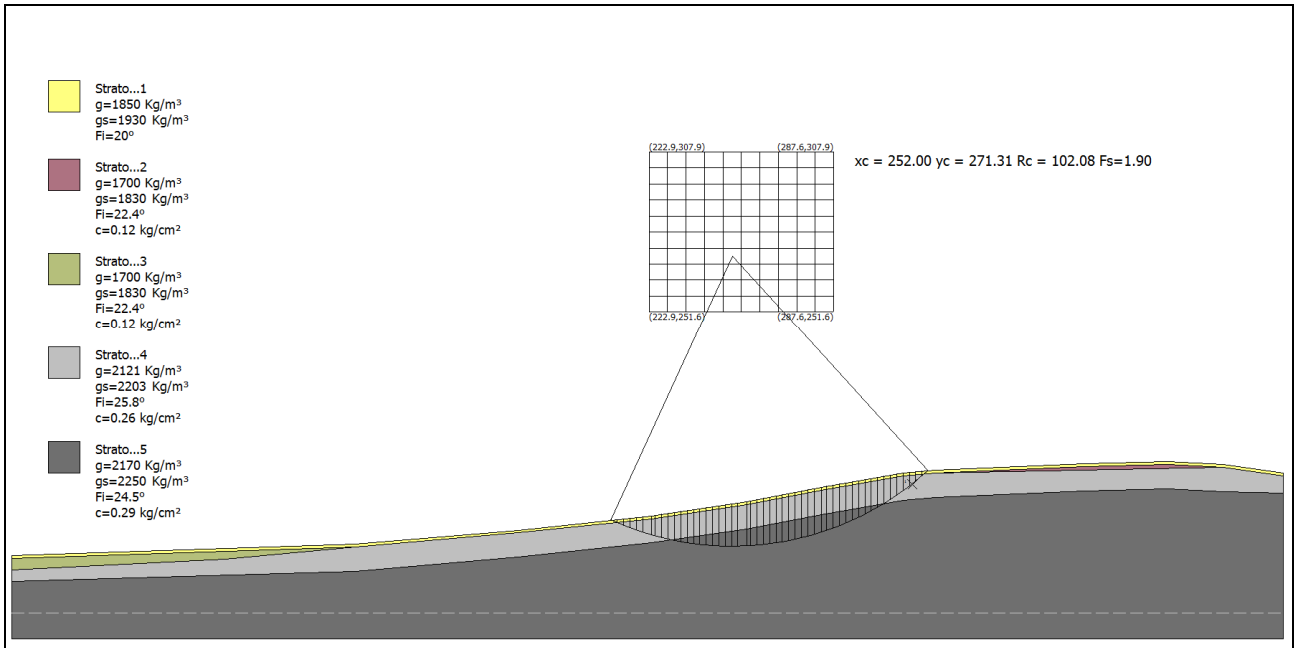 Strato...1
g=1850 Kg/m³
gs=1930 Kg/m³
Fi=20°
Strato...2
g=1700 Kg/m³
gs=1830 Kg/m³
Fi=22.4°
c=0.12 kg/cm²
Strato...3
g=1700 Kg/m³
gs=1830 Kg/m³
Fi=22.4°
c=0.12 kg/cm²
Strato...4
g=2121 Kg/m³
gs=2203 Kg/m³
Fi=25.8°
c=0.26 kg/cm²
Strato...5
g=2170 Kg/m³
gs=2250 Kg/m³
Fi=24.5°
c=0.29 kg/cm²
(222.9,307.9) (287.6,307.9)
xc = 252.00 yc = 271.31 Rc = 102.08 Fs=1.90
(222.9,251.6) (287.6,251.6)